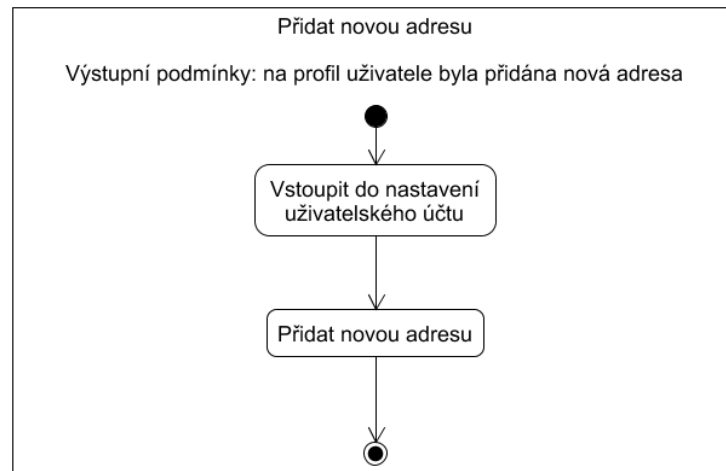 Přidat novou adresu
Výstupní podmínky: na profil uživatele byla přidána nová adresa
Vstoupit do nastavení
uživatelského účtu
Přidat novou adresu